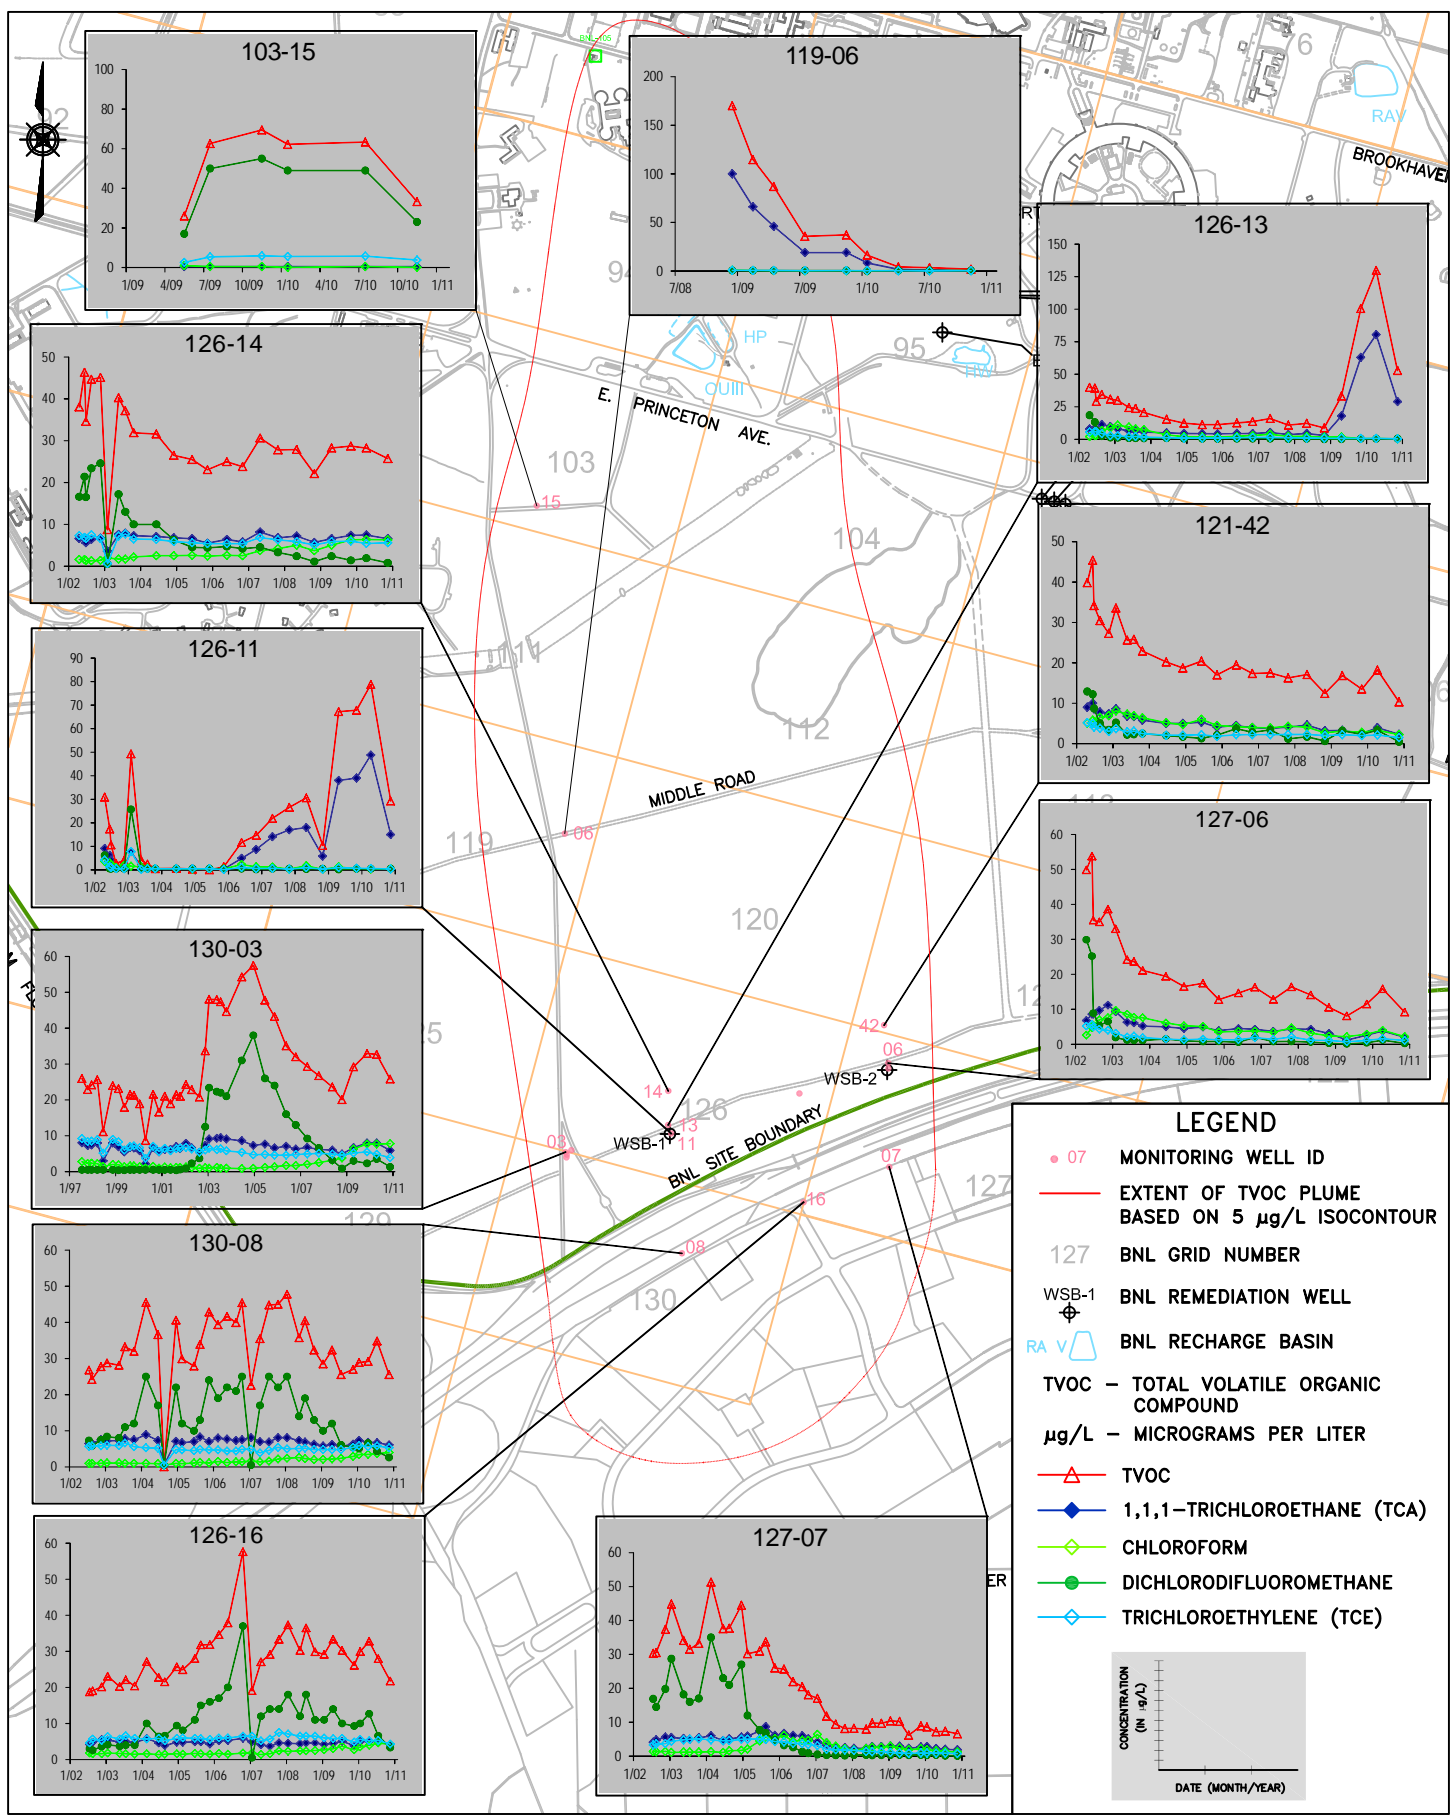 103-15
100
80
60
40
20
0
1/09 4/09 7/09 10/09 1/10 4/10 7/10 10/10 1/11
BNL-106
119-06
200
150
100
50
0
7/08 1/09 7/09 1/10 7/10 1/11
6
RAV
BROOKHAVE
94
126-13
150
125
100
75
50
25
0
1/02 1/03 1/04 1/05 1/06 1/07 1/08 1/09 1/10 1/11
126-14
50
40
30
20
10
0
1/02 1/03 1/04 1/05 1/06 1/07 1/08 1/09 1/10 1/11
HP
OUIII
95
HW
E. PRINCETON AVE.
103
15
104
111
112
121-42
50
40
30
20
10
0
1/02 1/03 1/04 1/05 1/06 1/07 1/08 1/09 1/10 1/11
126-11
90
80
70
60
50
40
30
20
10
0
1/02 1/03 1/04 1/05 1/06 1/07 1/08 1/09 1/10 1/11
MIDDLE ROAD
119
06
120
127-06
60
50
40
30
20
10
0
1/02 1/03 1/04 1/05 1/06 1/07 1/08 1/09 1/10 1/11
130-03
60
50
40
30
20
10
0
1/97 1/99 1/01 1/03 1/05 1/07 1/09 1/11
25
42
06
WSB-2
14
126
13
WSB-1
11
03
BNL SITE BOUNDARY
07
127
16
08
129
130
130-08
60
50
40
30
20
10
0
1/02 1/03 1/04 1/05 1/06 1/07 1/08 1/09 1/10 1/11
126-16
60
50
40
30
20
10
0
1/02 1/03 1/04 1/05 1/06 1/07 1/08 1/09 1/10 1/11
127-07
60
50
40
30
20
10
0
1/02 1/03 1/04 1/05 1/06 1/07 1/08 1/09 1/10 1/11
ER
LEGEND
07 MONITORING WELL ID
EXTENT OF TVOC PLUME
BASED ON 5 µg/L ISOCONTOUR
127 BNL GRID NUMBER
WSB-1 BNL REMEDIATION WELL
RA V BNL RECHARGE BASIN
TVOC – TOTAL VOLATILE ORGANIC
COMPOUND
µg/L – MICROGRAMS PER LITER
TVOC
1,1,1-TRICHLOROETHANE (TCA)
CHLOROFORM
DICHLORODIFLUOROMETHANE
TRICHLOROETHYLENE (TCE)
CONCENTRATION
(IN µg/L)
DATE (MONTH/YEAR)